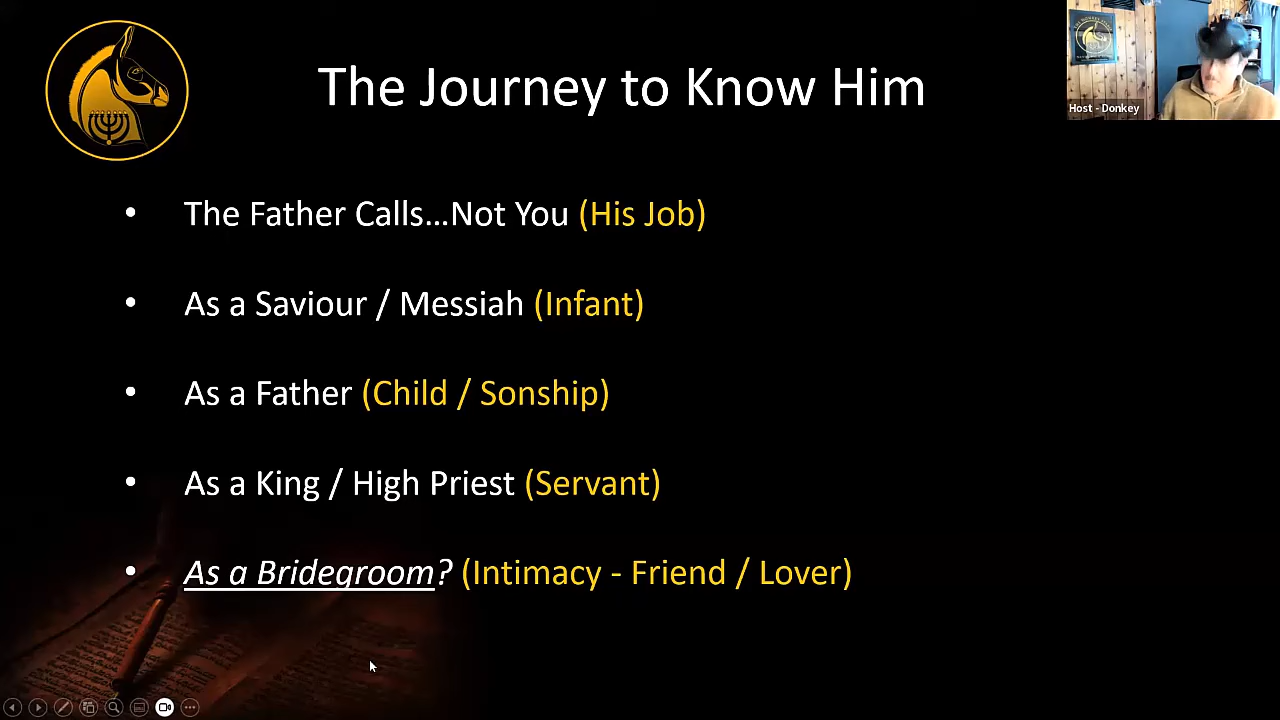 The Journey to Know Him
Host - Donkey
• The Father Calls...Not You (His Job)
• As a Saviour / Messiah (Infant)
• As a Father (Child / Sonship)
• As a King / High Priest (Servant)
• As a Bridegroom? (Intimacy - Friend / Lover)